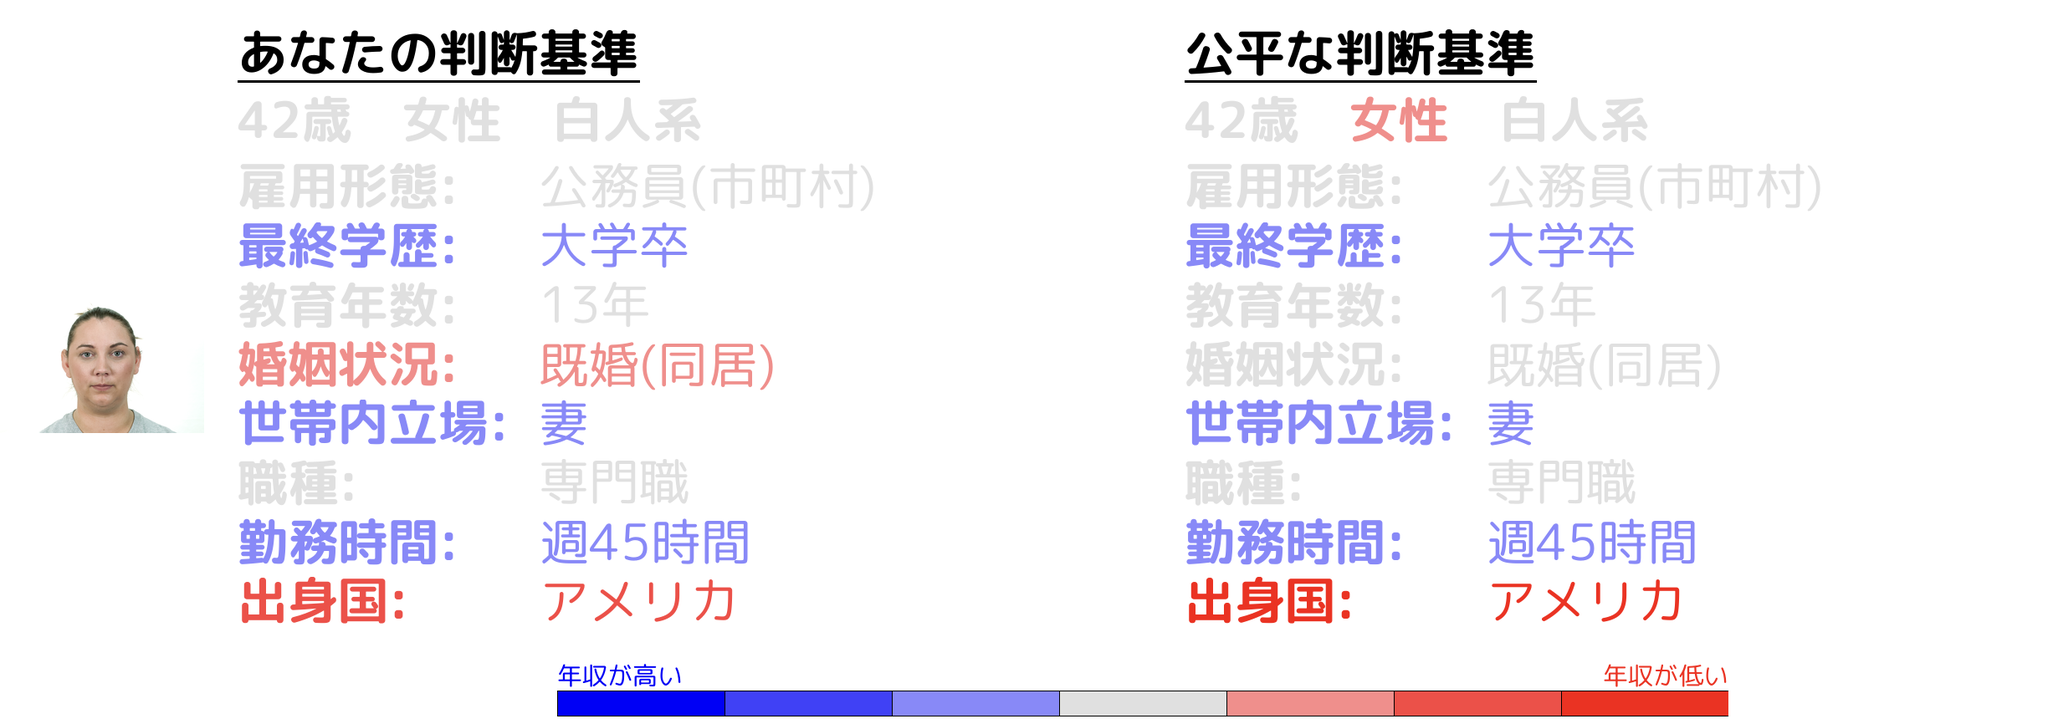 あなたの判断基準
42歳 女性 白人系
雇用形態: 公務員(市町村)
最終学歴: 大学卒
教育年数: 13年
婚姻状況: 既婚(同居)
世帯内立場: 妻
職種: 専門職
勤務時間: 週45時間
出身国: アメリカ
公平な判断基準
42歳 女性 白人系
雇用形態: 公務員(市町村)
最終学歴: 大学卒
教育年数: 13年
婚姻状況: 既婚(同居)
世帯内立場: 妻
職種: 専門職
勤務時間: 週45時間
出身国: アメリカ
年収が高い 年収が低い